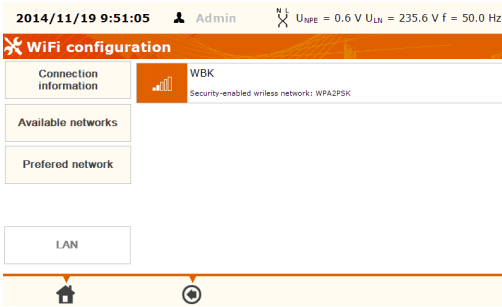 2014/11/19 9:51:05 Admin N L UNPE = 0.6 V ULN = 235.6 V f = 50.0 Hz
WiFi configuration
Connection
information
WBK
Security-enabled wriless network: WPA2PSK
Available networks
Prefered network
LAN